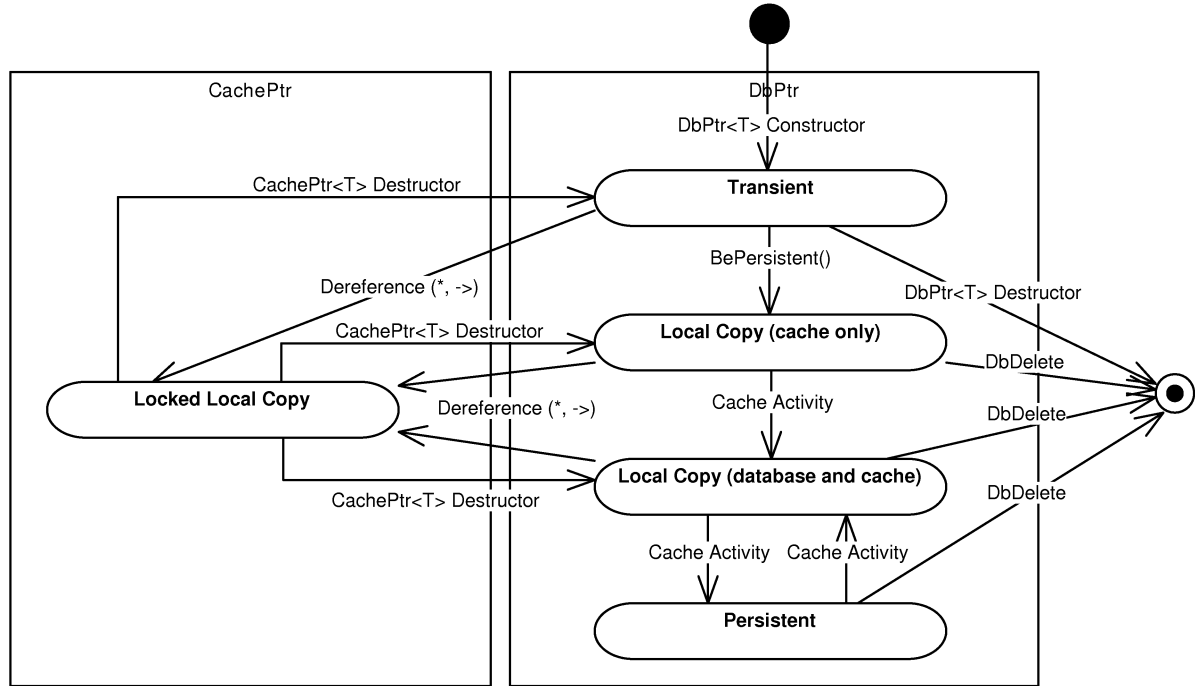 CachePtr
DbPtr
DbPtr<T> Constructor
CachePtr<T> Destructor
Transient
BePersistent()
Dereference (*, ->)
DbPtr<T> Destructor
CachePtr<T> Destructor
Local Copy (cache only)
DbDelete
Locked Local Copy
Dereference (*, ->)
Cache Activity
DbDelete
Local Copy (database and cache)
CachePtr<T> Destructor
DbDelete
Cache Activity
Cache Activity
Persistent